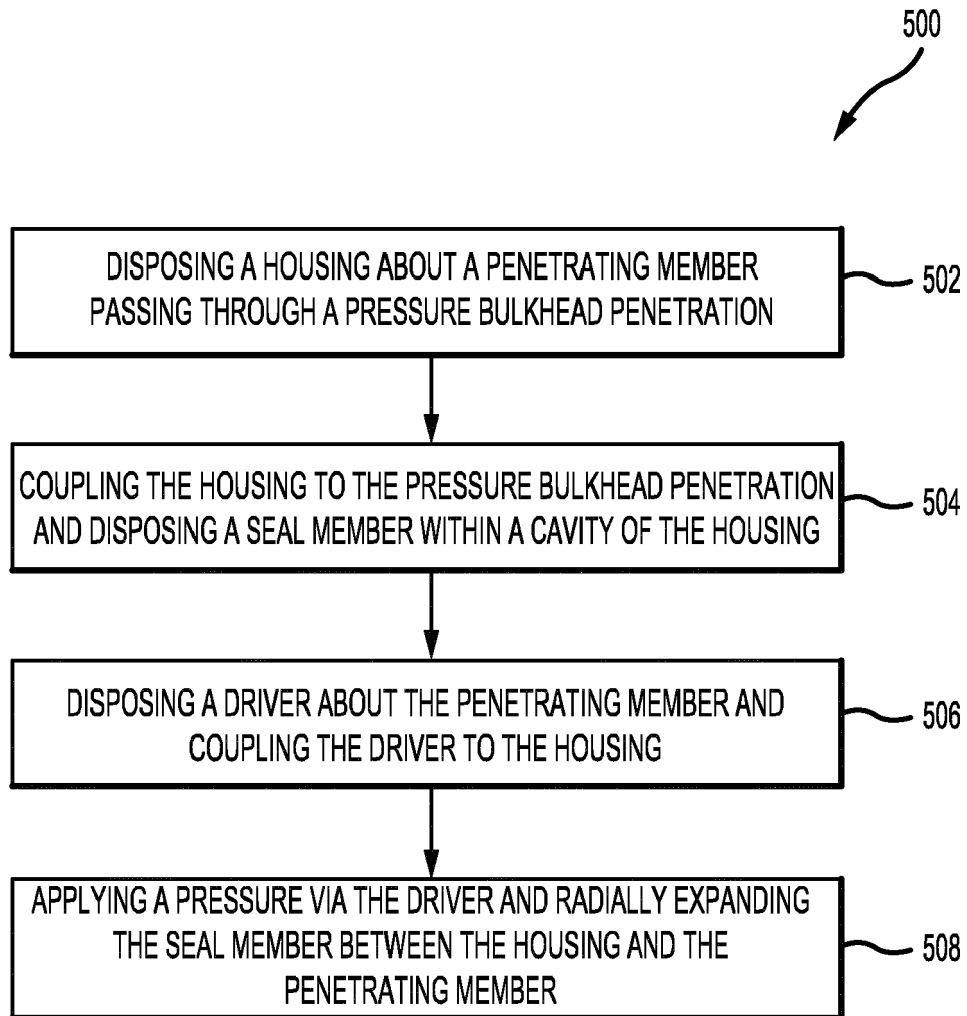 500
DISPOSING A HOUSING ABOUT A PENETRATING MEMBER
PASSING THROUGH A PRESSURE BULKHEAD PENETRATION
502
COUPLING THE HOUSING TO THE PRESSURE BULKHEAD PENETRATION
AND DISPOSING A SEAL MEMBER WITHIN A CAVITY OF THE HOUSING
504
DISPOSING A DRIVER ABOUT THE PENETRATING MEMBER AND
COUPLING THE DRIVER TO THE HOUSING
506
APPLYING A PRESSURE VIA THE DRIVER AND RADIALLY EXPANDING
THE SEAL MEMBER BETWEEN THE HOUSING AND THE
PENETRATING MEMBER
508